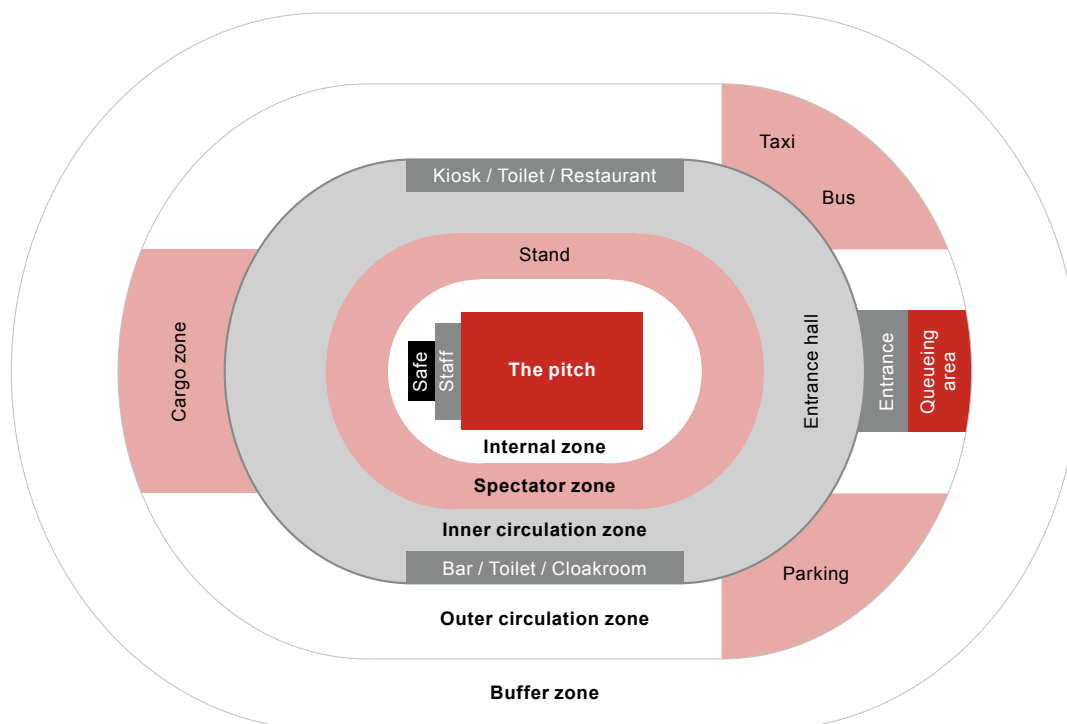 Taxi
Kiosk / Toilet / Restaurant
Bus
Stand
Cargo zone
Safe
Staff
The pitch
Entrance hall
Entrance
Queueing
area
Internal zone
Spectator zone
Inner circulation zone
Bar / Toilet / Cloakroom
Parking
Outer circulation zone
Buffer zone